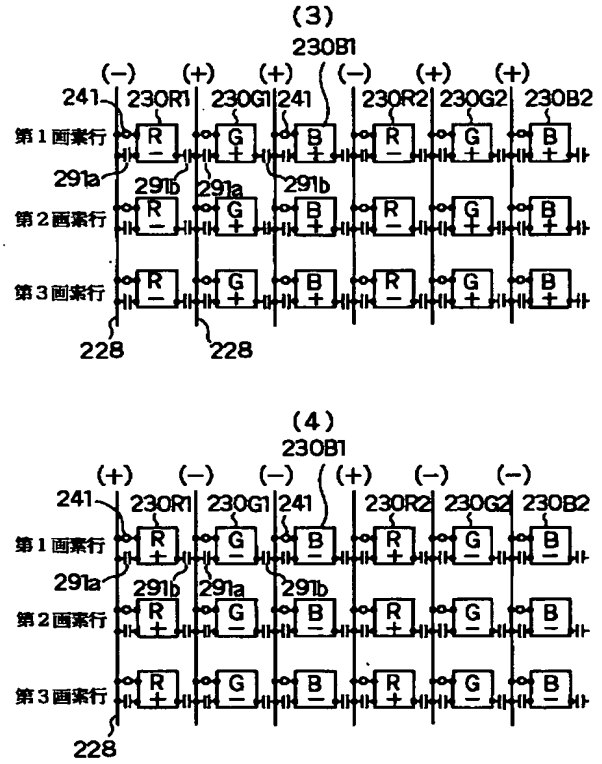 (3)
230B1
(-) (+) (+) (-) (+) (+)
241 230R1 230G1 241 230R2 230G2 230B2
第1画素行 R G B R G B
- + + - + +
291a 291b 291a 291b
第2画素行 R G B R G B
- + + - + +
第3画素行 R G B R G B
- + + - + +
228 228
(4)
230B1
(+) (-) (-) (+) (-) (-)
241 230R1 230G1 241 230R2 230G2 230B2
第1画素行 R G B R G B
+ - - + - -
291a 291b 291a 291b
第2画素行 R G B R G B
+ - - + - -
第3画素行 R G B R G B
+ - - + - -
228